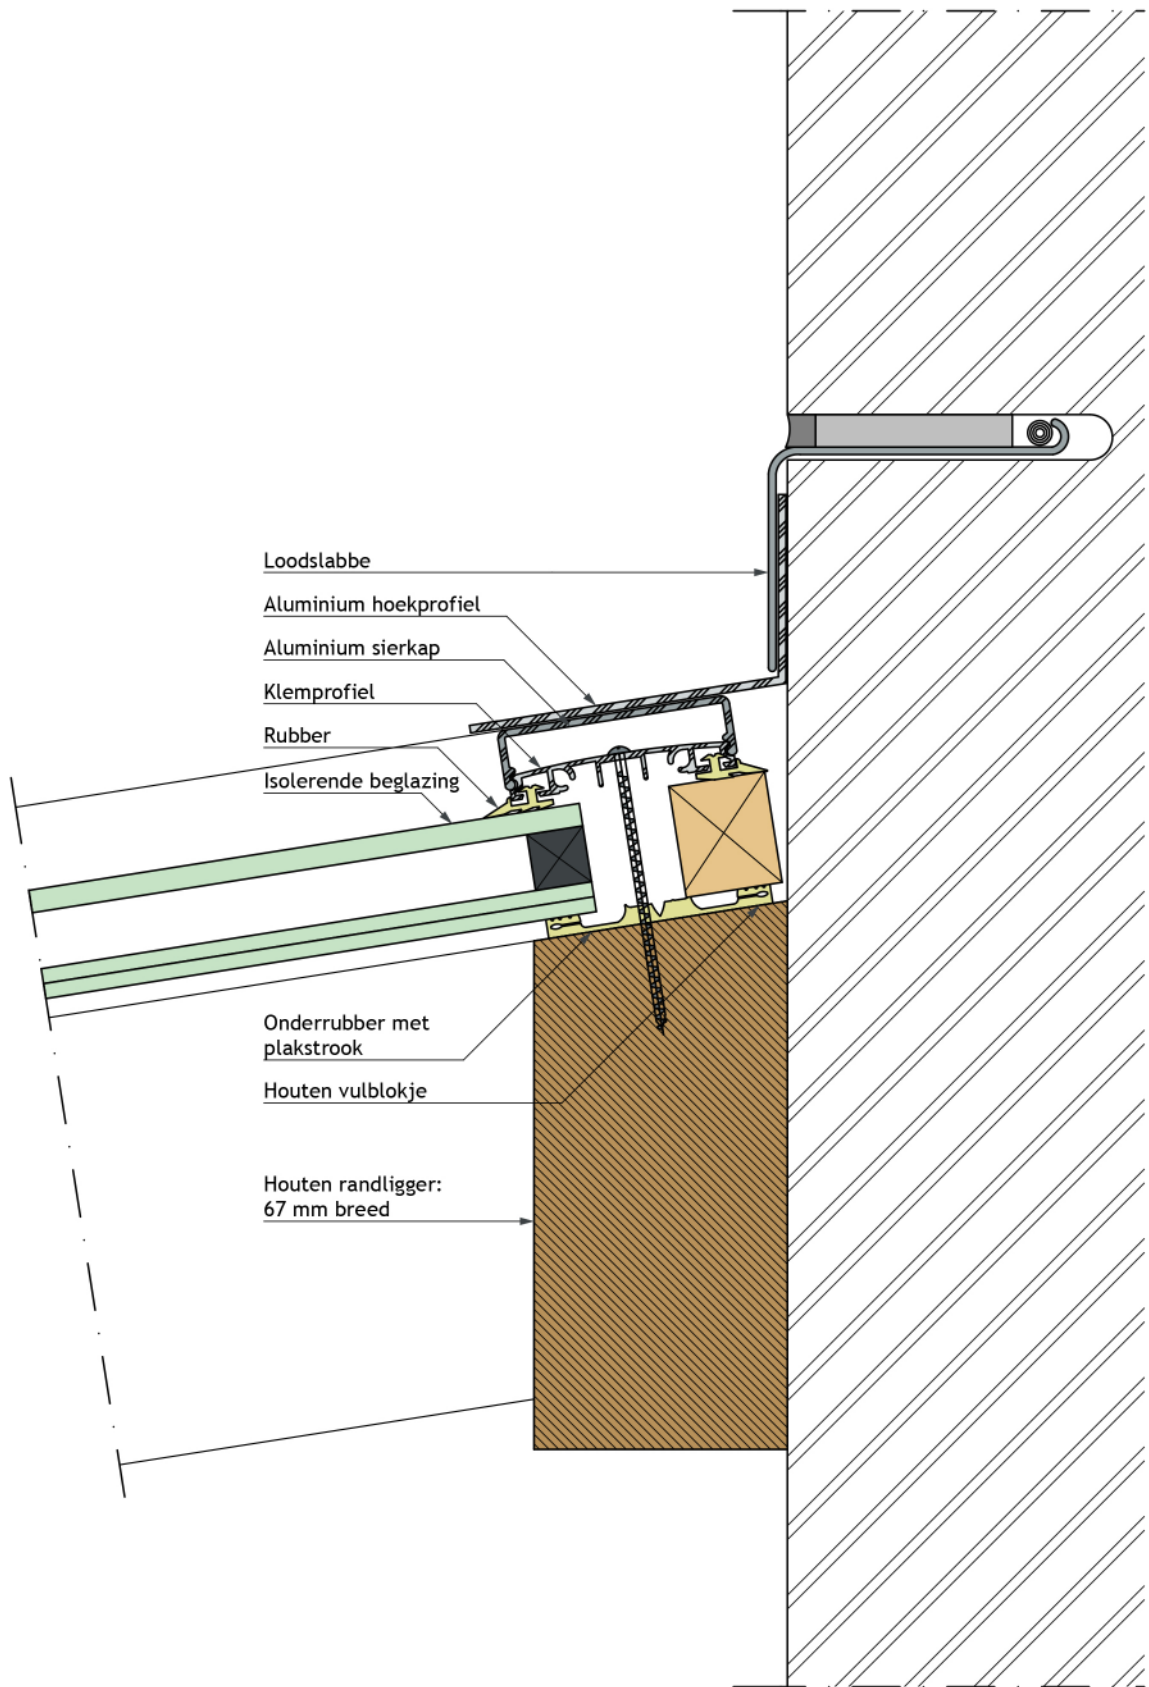 Loodslabbe
Aluminium hoekprofiel
Aluminium sierkap
Klemprofiel
Rubber
Isolerende beglazing
Onderrubber met
plakstrook
Houten vulblokje
Houten randligger:
67 mm breed